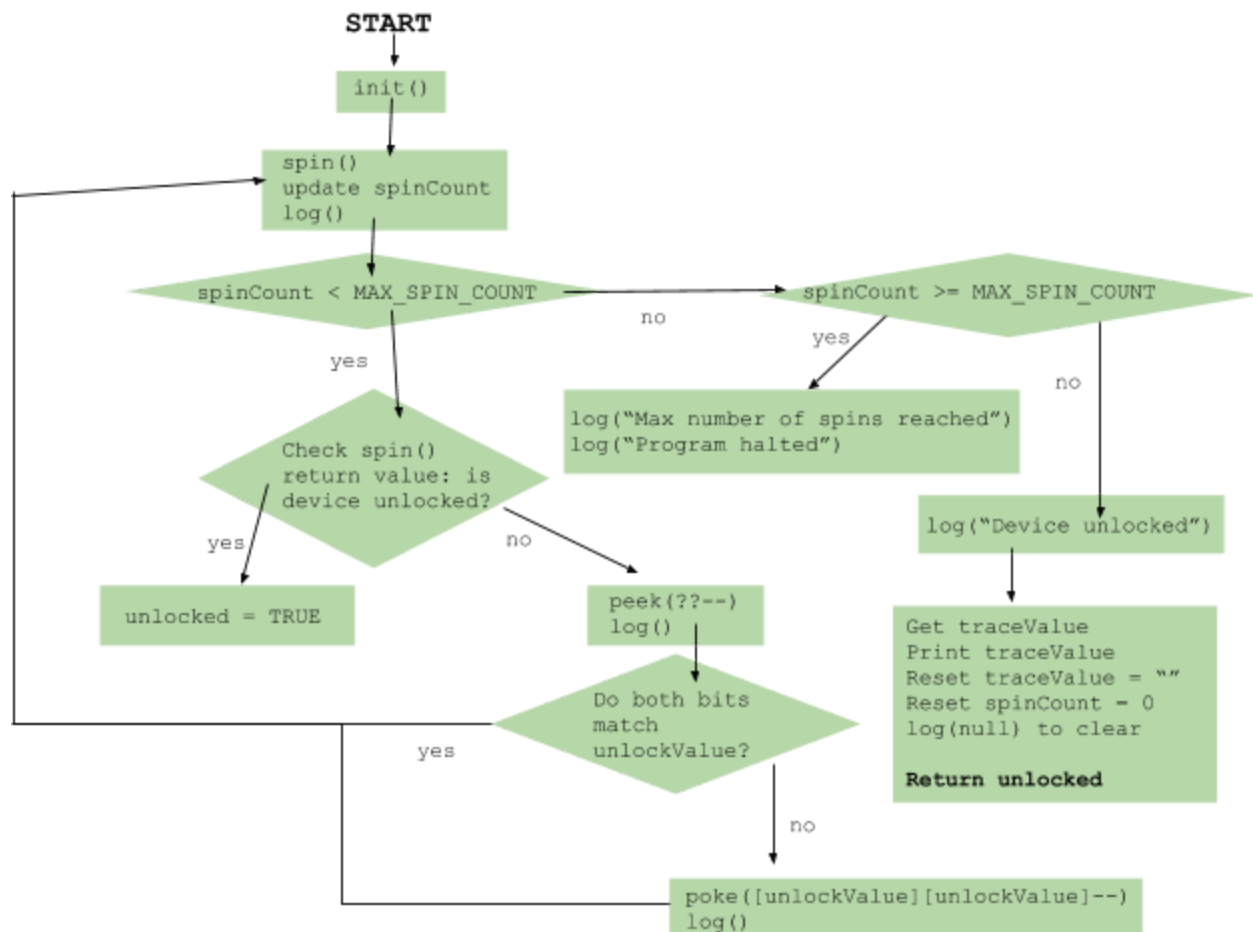 START
init()
spin()
update spinCount
log()
spinCount < MAX_SPIN_COUNT
no
spinCount >= MAX_SPIN_COUNT
yes
yes
no
log(“Max number of spins reached”)
log(“Program halted”)
Check spin()
return value: is
device unlocked?
yes
no
log(“Device unlocked”)
unlocked = TRUE
peek(??--)
log()
Get traceValue
Print traceValue
Reset traceValue = “”
Reset spinCount = 0
log(null) to clear
Return unlocked
Do both bits
match
unlockValue?
yes
no
poke([unlockValue][unlockValue]--)
log()